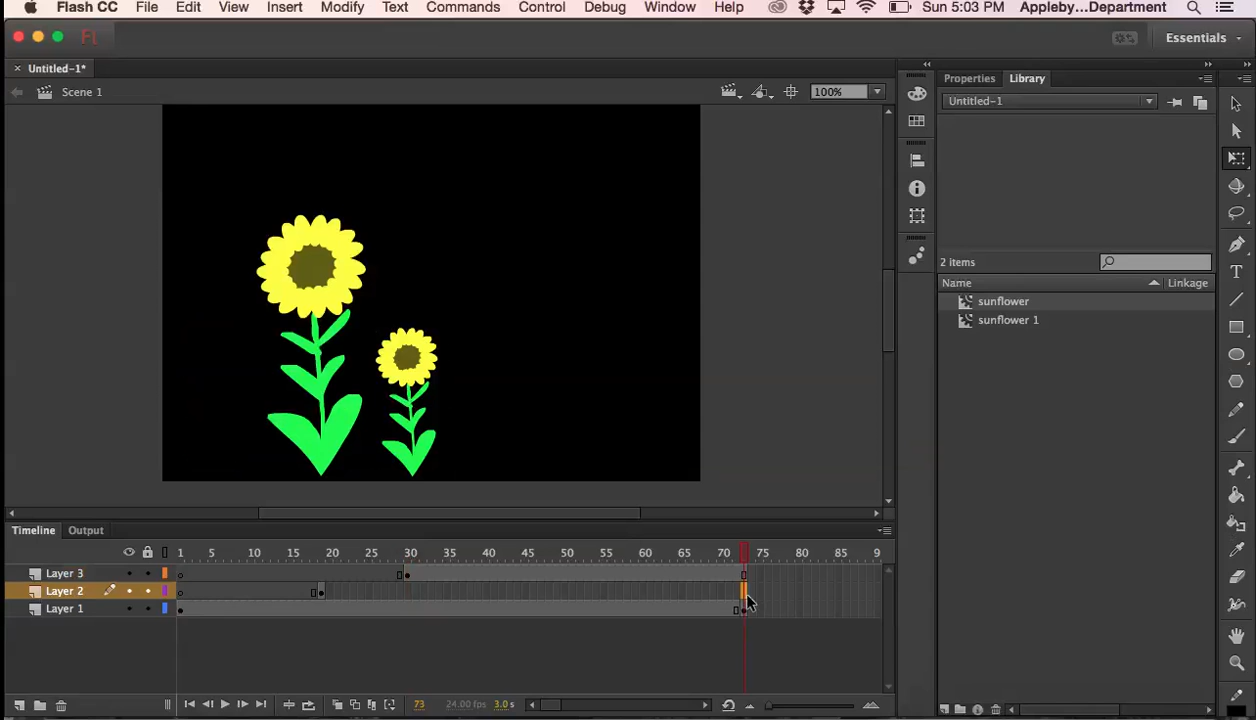 Flash CC File Edit View Insert Modify Text Commands Control Debug Window Help Sun 5:03 PM Appleby...Department
Fl Essentials
× Untitled-1*
Properties Library
Scene 1 100%
Untitled-1
2 items
Name Linkage
sunflower
sunflower 1
Timeline Output
1 5 10 15 20 25 30 35 40 45 50 55 60 65 70 75 80 85 9
Layer 3
Layer 2
Layer 1
73 24.00 fps 3.0 s